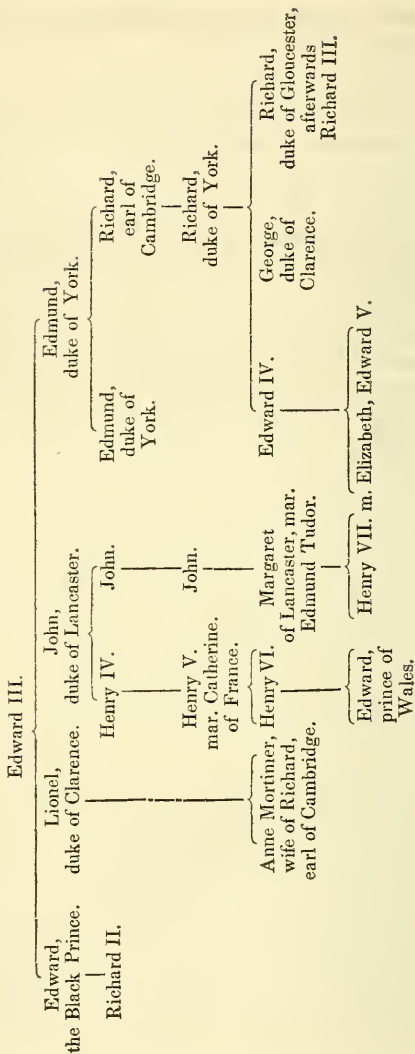 Edward III.
Edward,
the Black Prince.
Richard II.
Lionel,
duke of Clarence.
Anne Mortimer,
wife of Richard,
earl of Cambridge.
John,
duke of Lancaster.
Henry IV.
John.
Henry V.
mar. Catherine
of France.
John.
Henry VI.
Margaret
of Lancaster, mar.
Edmund Tudor.
Edward,
prince of
Wales.
Henry VII. m. Elizabeth, Edward V.
Edmund,
duke of York.
Edmund,
duke of
York.
Richard,
earl of
Cambridge.
Richard,
duke of York.
Edward IV.
George,
duke of
Clarence.
Richard,
duke of Gloucester,
afterwards
Richard III.